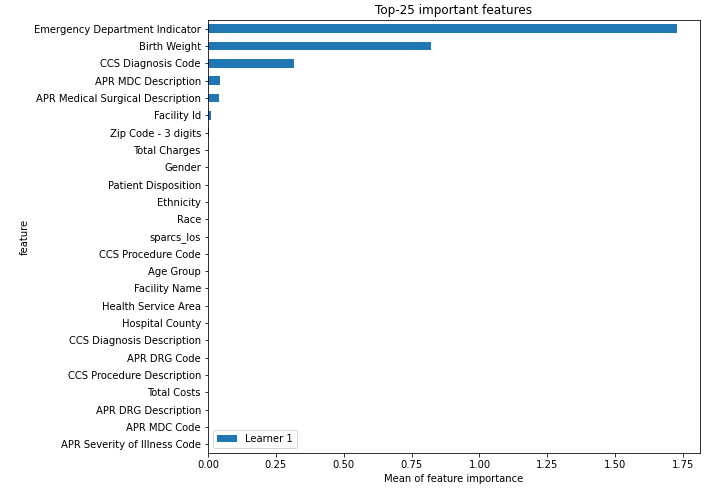 Top-25 important features
Emergency Department Indicator
Birth Weight
CCS Diagnosis Code
APR MDC Description
APR Medical Surgical Description
Facility Id
Zip Code - 3 digits
Total Charges
Gender
Patient Disposition
Ethnicity
Race
sparcs_los
CCS Procedure Code
Age Group
Facility Name
Health Service Area
Hospital County
CCS Diagnosis Description
APR DRG Code
CCS Procedure Description
Total Costs
APR DRG Description
APR MDC Code
APR Severity of Illness Code
feature
Learner 1
0.00 0.25 0.50 0.75 1.00 1.25 1.50 1.75
Mean of feature importance